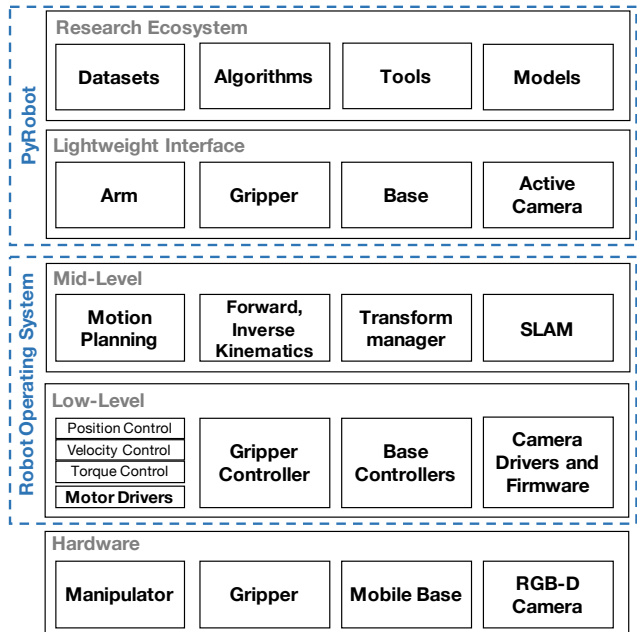 PyRobot
Research Ecosystem
Datasets
Algorithms
Tools
Models
Lightweight Interface
Arm
Gripper
Base
Active
Camera
Robot Operating System
Mid-Level
Motion
Planning
Forward,
Inverse
Kinematics
Transform
manager
SLAM
Low-Level
Position Control
Velocity Control
Torque Control
Motor Drivers
Gripper
Controller
Base
Controllers
Camera
Drivers and
Firmware
Hardware
Manipulator
Gripper
Mobile Base
RGB-D
Camera